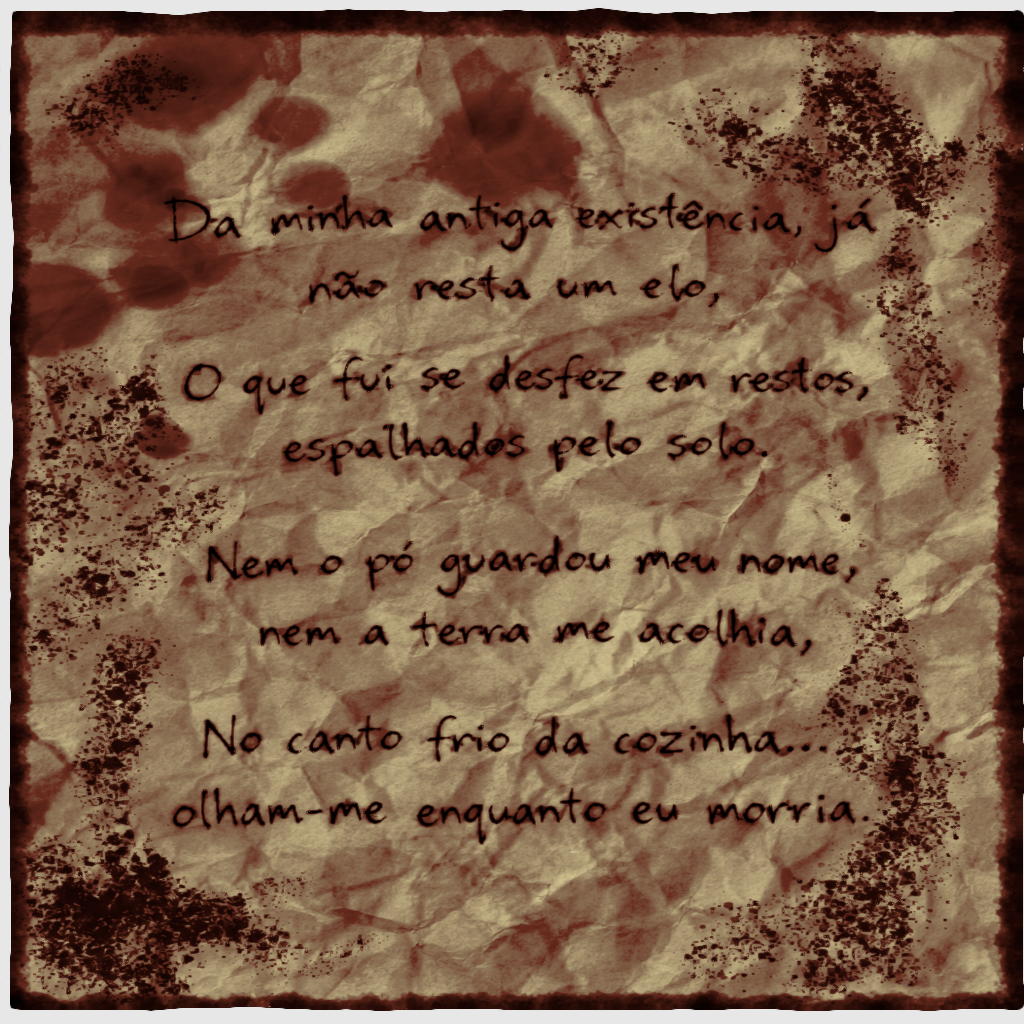 Da minha antiga existência, já
não resta um elo,
O que fui se desfez em restos,
espalhados pelo solo.
Nem o pó guardou meu nome,
nem a terra me acolhia,
No canto frio da cozinha...
olham-me enquanto eu morria.